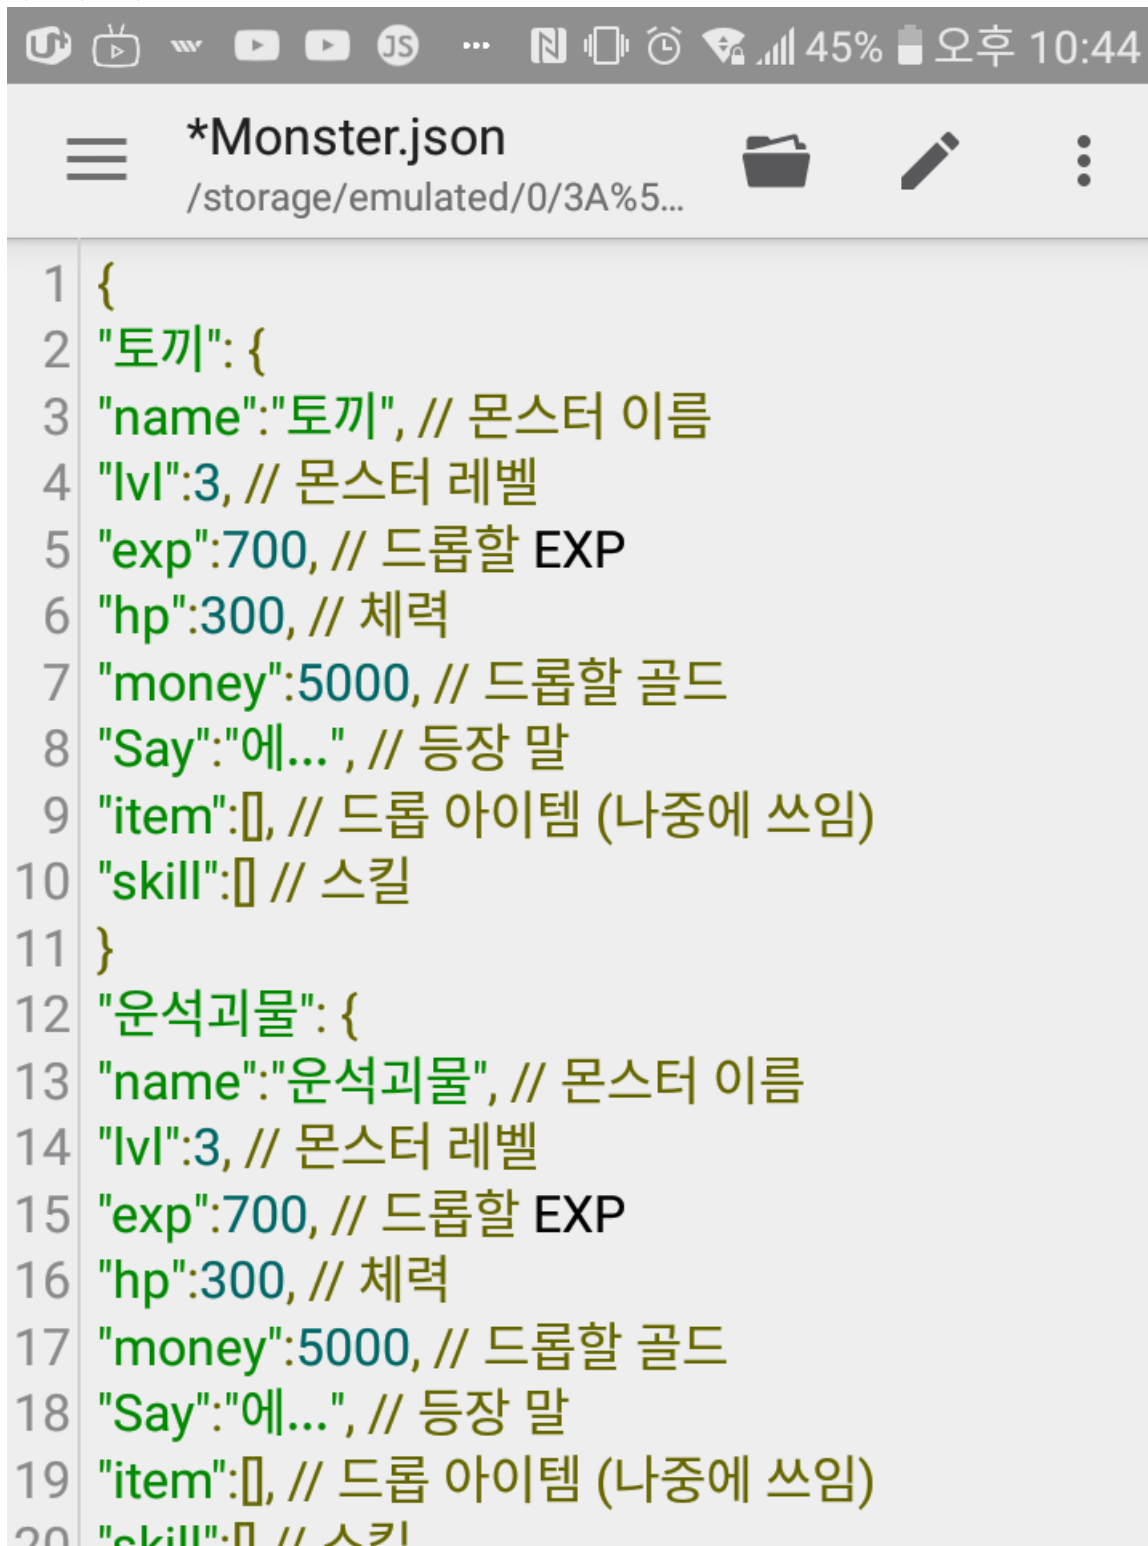 JS ... 45% 오후 10:44
*Monster.json
/storage/emulated/0/3A%5...
1 {
2 "토끼": {
3 "name":"토끼", // 몬스터 이름
4 "lvl":3, // 몬스터 레벨
5 "exp":700, // 드롭할 EXP
6 "hp":300, // 체력
7 "money":5000, // 드롭할 골드
8 "Say":"에...", // 등장 말
9 "item":[], // 드롭 아이템 (나중에 쓰임)
10 "skill":[] // 스킬
11 }
12 "운석괴물": {
13 "name":"운석괴물", // 몬스터 이름
14 "lvl":3, // 몬스터 레벨
15 "exp":700, // 드롭할 EXP
16 "hp":300, // 체력
17 "money":5000, // 드롭할 골드
18 "Say":"에...", // 등장 말
19 "item":[], // 드롭 아이템 (나중에 쓰임)
20 "skill":[] // 스킬